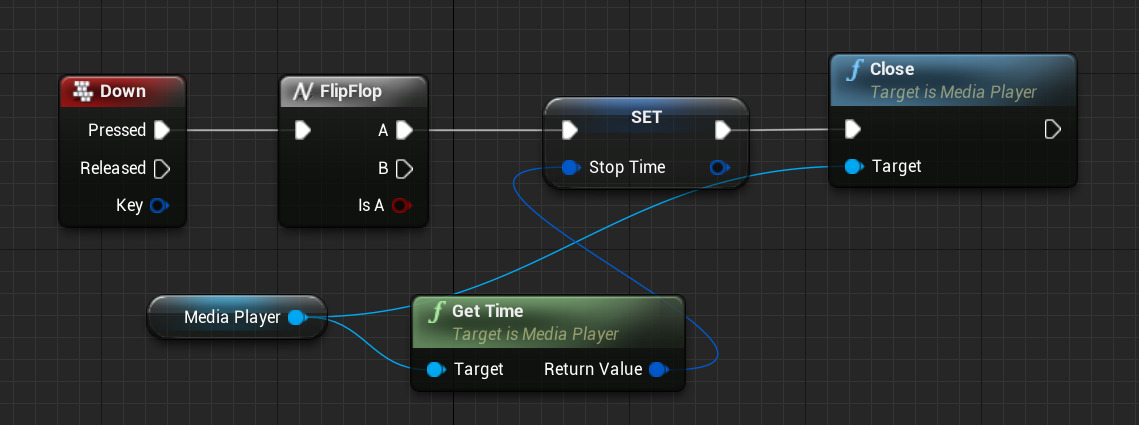 Down
Pressed
Released
Key
FlipFlop
A
B
Is A
SET
Stop Time
Close
Target is Media Player
Target
Media Player
Get Time
Target is Media Player
Target
Return Value